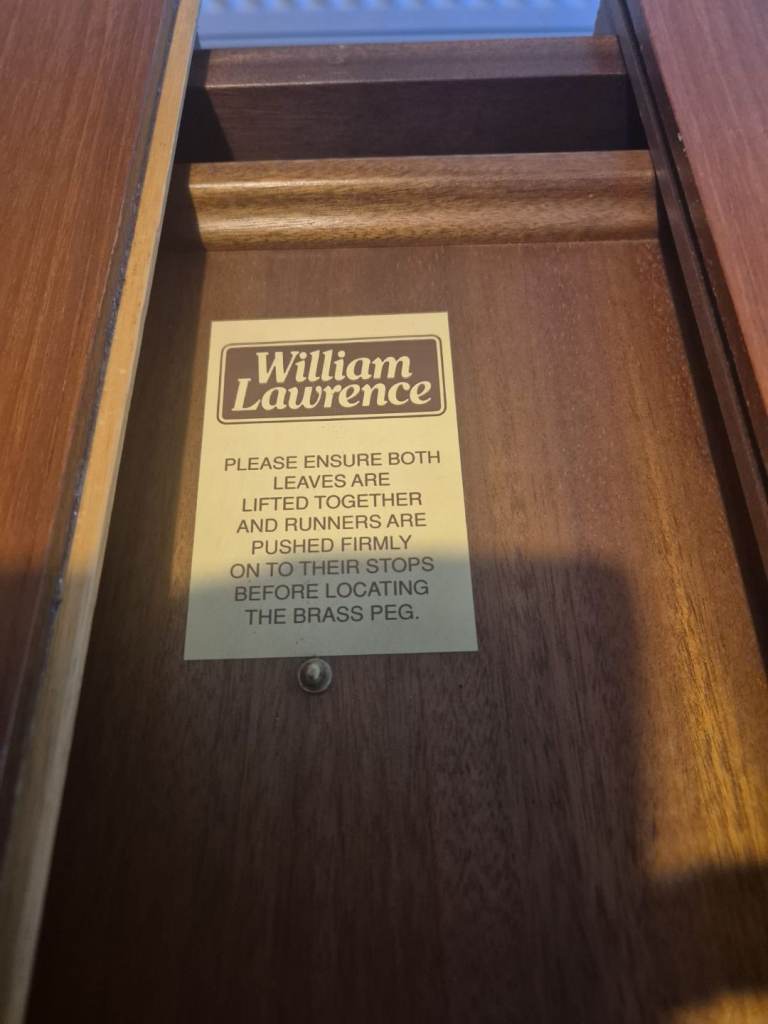 William
Lawrence
PLEASE ENSURE BOTH
LEAVES ARE
LIFTED TOGETHER
AND RUNNERS ARE
PUSHED FIRMLY
ON TO THEIR STOPS
BEFORE LOCATING
THE BRASS PEG.